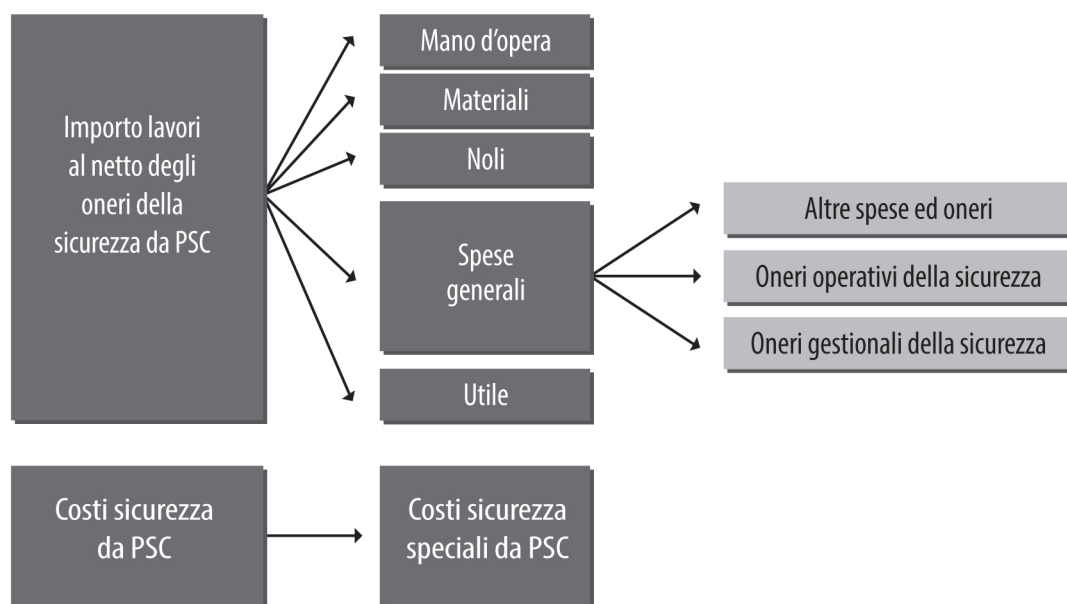 Importo lavori
al netto degli
oneri della
sicurezza da PSC
Mano d'opera
Materiali
Noli
Spese
generali
Utile
Altre spese ed oneri
Oneri operativi della sicurezza
Oneri gestionali della sicurezza
Costi sicurezza
da PSC
Costi sicurezza
speciali da PSC